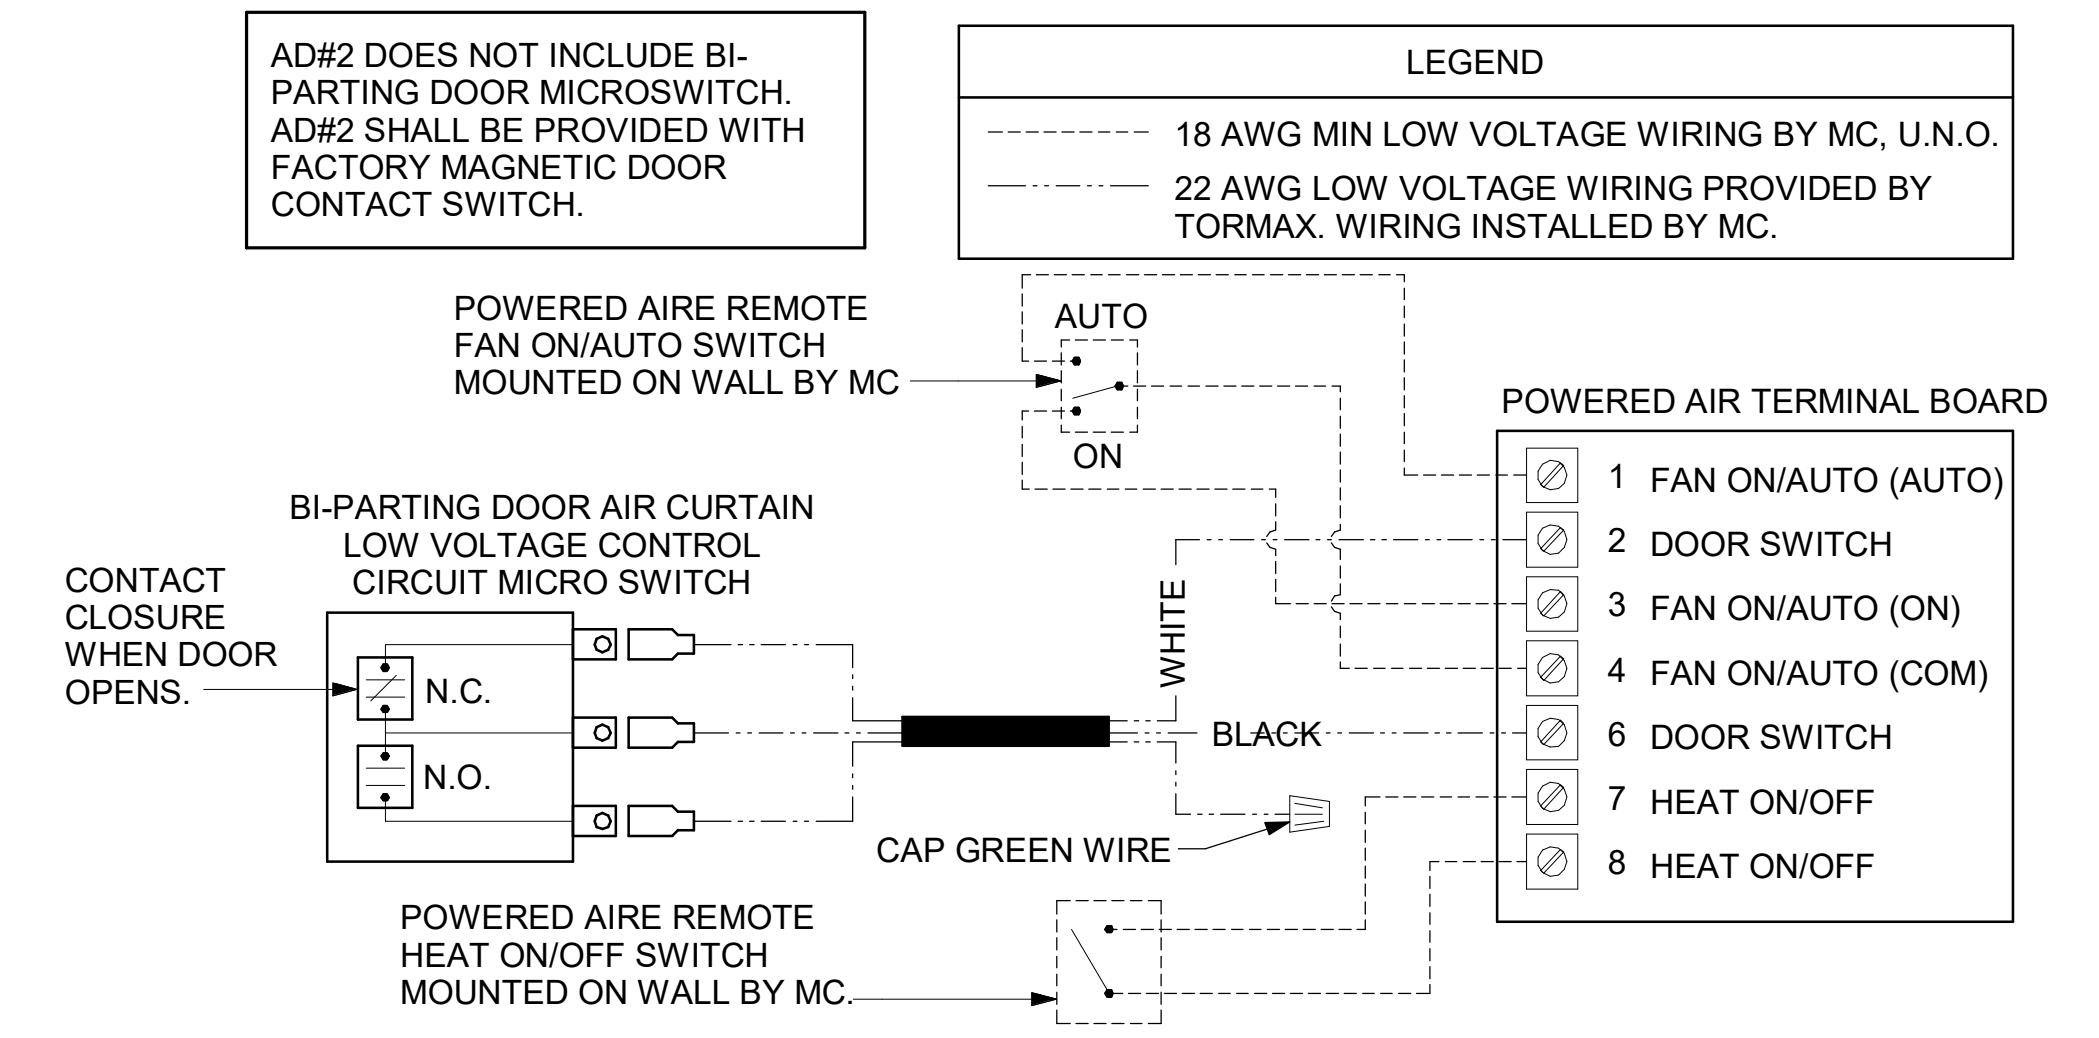 AD#2 DOES NOT INCLUDE BI-
PARTING DOOR MICROSWITCH.
AD#2 SHALL BE PROVIDED WITH
FACTORY MAGNETIC DOOR
CONTACT SWITCH.
LEGEND
18 AWG MIN LOW VOLTAGE WIRING BY MC, U.N.O.
22 AWG LOW VOLTAGE WIRING PROVIDED BY
TORMAX. WIRING INSTALLED BY MC.
POWERED AIRE REMOTE
FAN ON/AUTO SWITCH
MOUNTED ON WALL BY MC
AUTO
ON
POWERED AIR TERMINAL BOARD
1 FAN ON/AUTO (AUTO)
2 DOOR SWITCH
3 FAN ON/AUTO (ON)
4 FAN ON/AUTO (COM)
6 DOOR SWITCH
7 HEAT ON/OFF
8 HEAT ON/OFF
BI-PARTING DOOR AIR CURTAIN
LOW VOLTAGE CONTROL
CIRCUIT MICRO SWITCH
CONTACT
CLOSURE
WHEN DOOR
OPENS.
N.C.
N.O.
WHITE
BLACK
CAP GREEN WIRE
POWERED AIRE REMOTE
HEAT ON/OFF SWITCH
MOUNTED ON WALL BY MC.